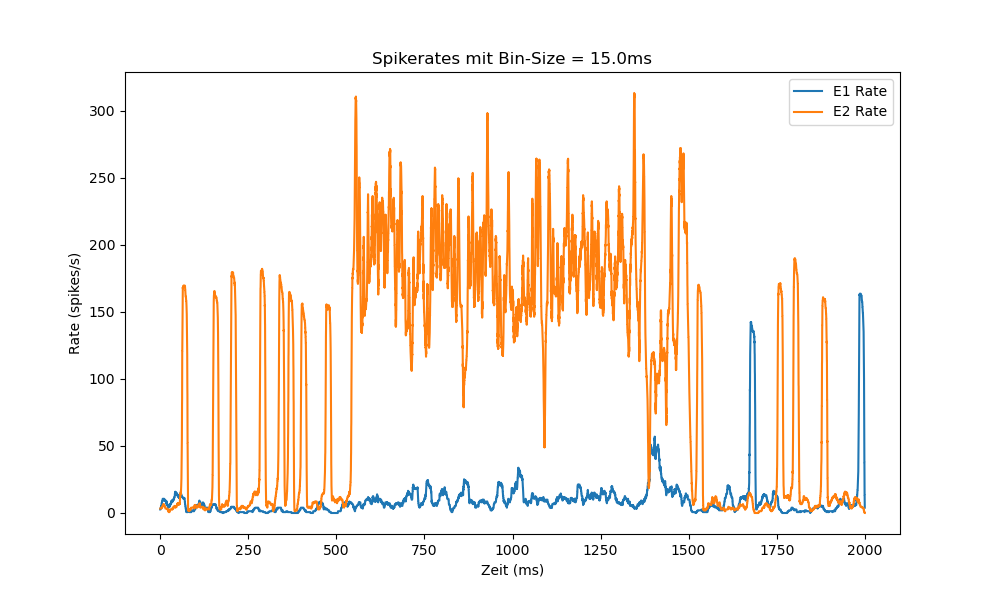 Spikerates mit Bin-Size = 15.0ms
E1 Rate
E2 Rate
Rate (spikes/s)
300
250
200
150
100
50
0
0 250 500 750 1000 1250 1500 1750 2000
Zeit (ms)